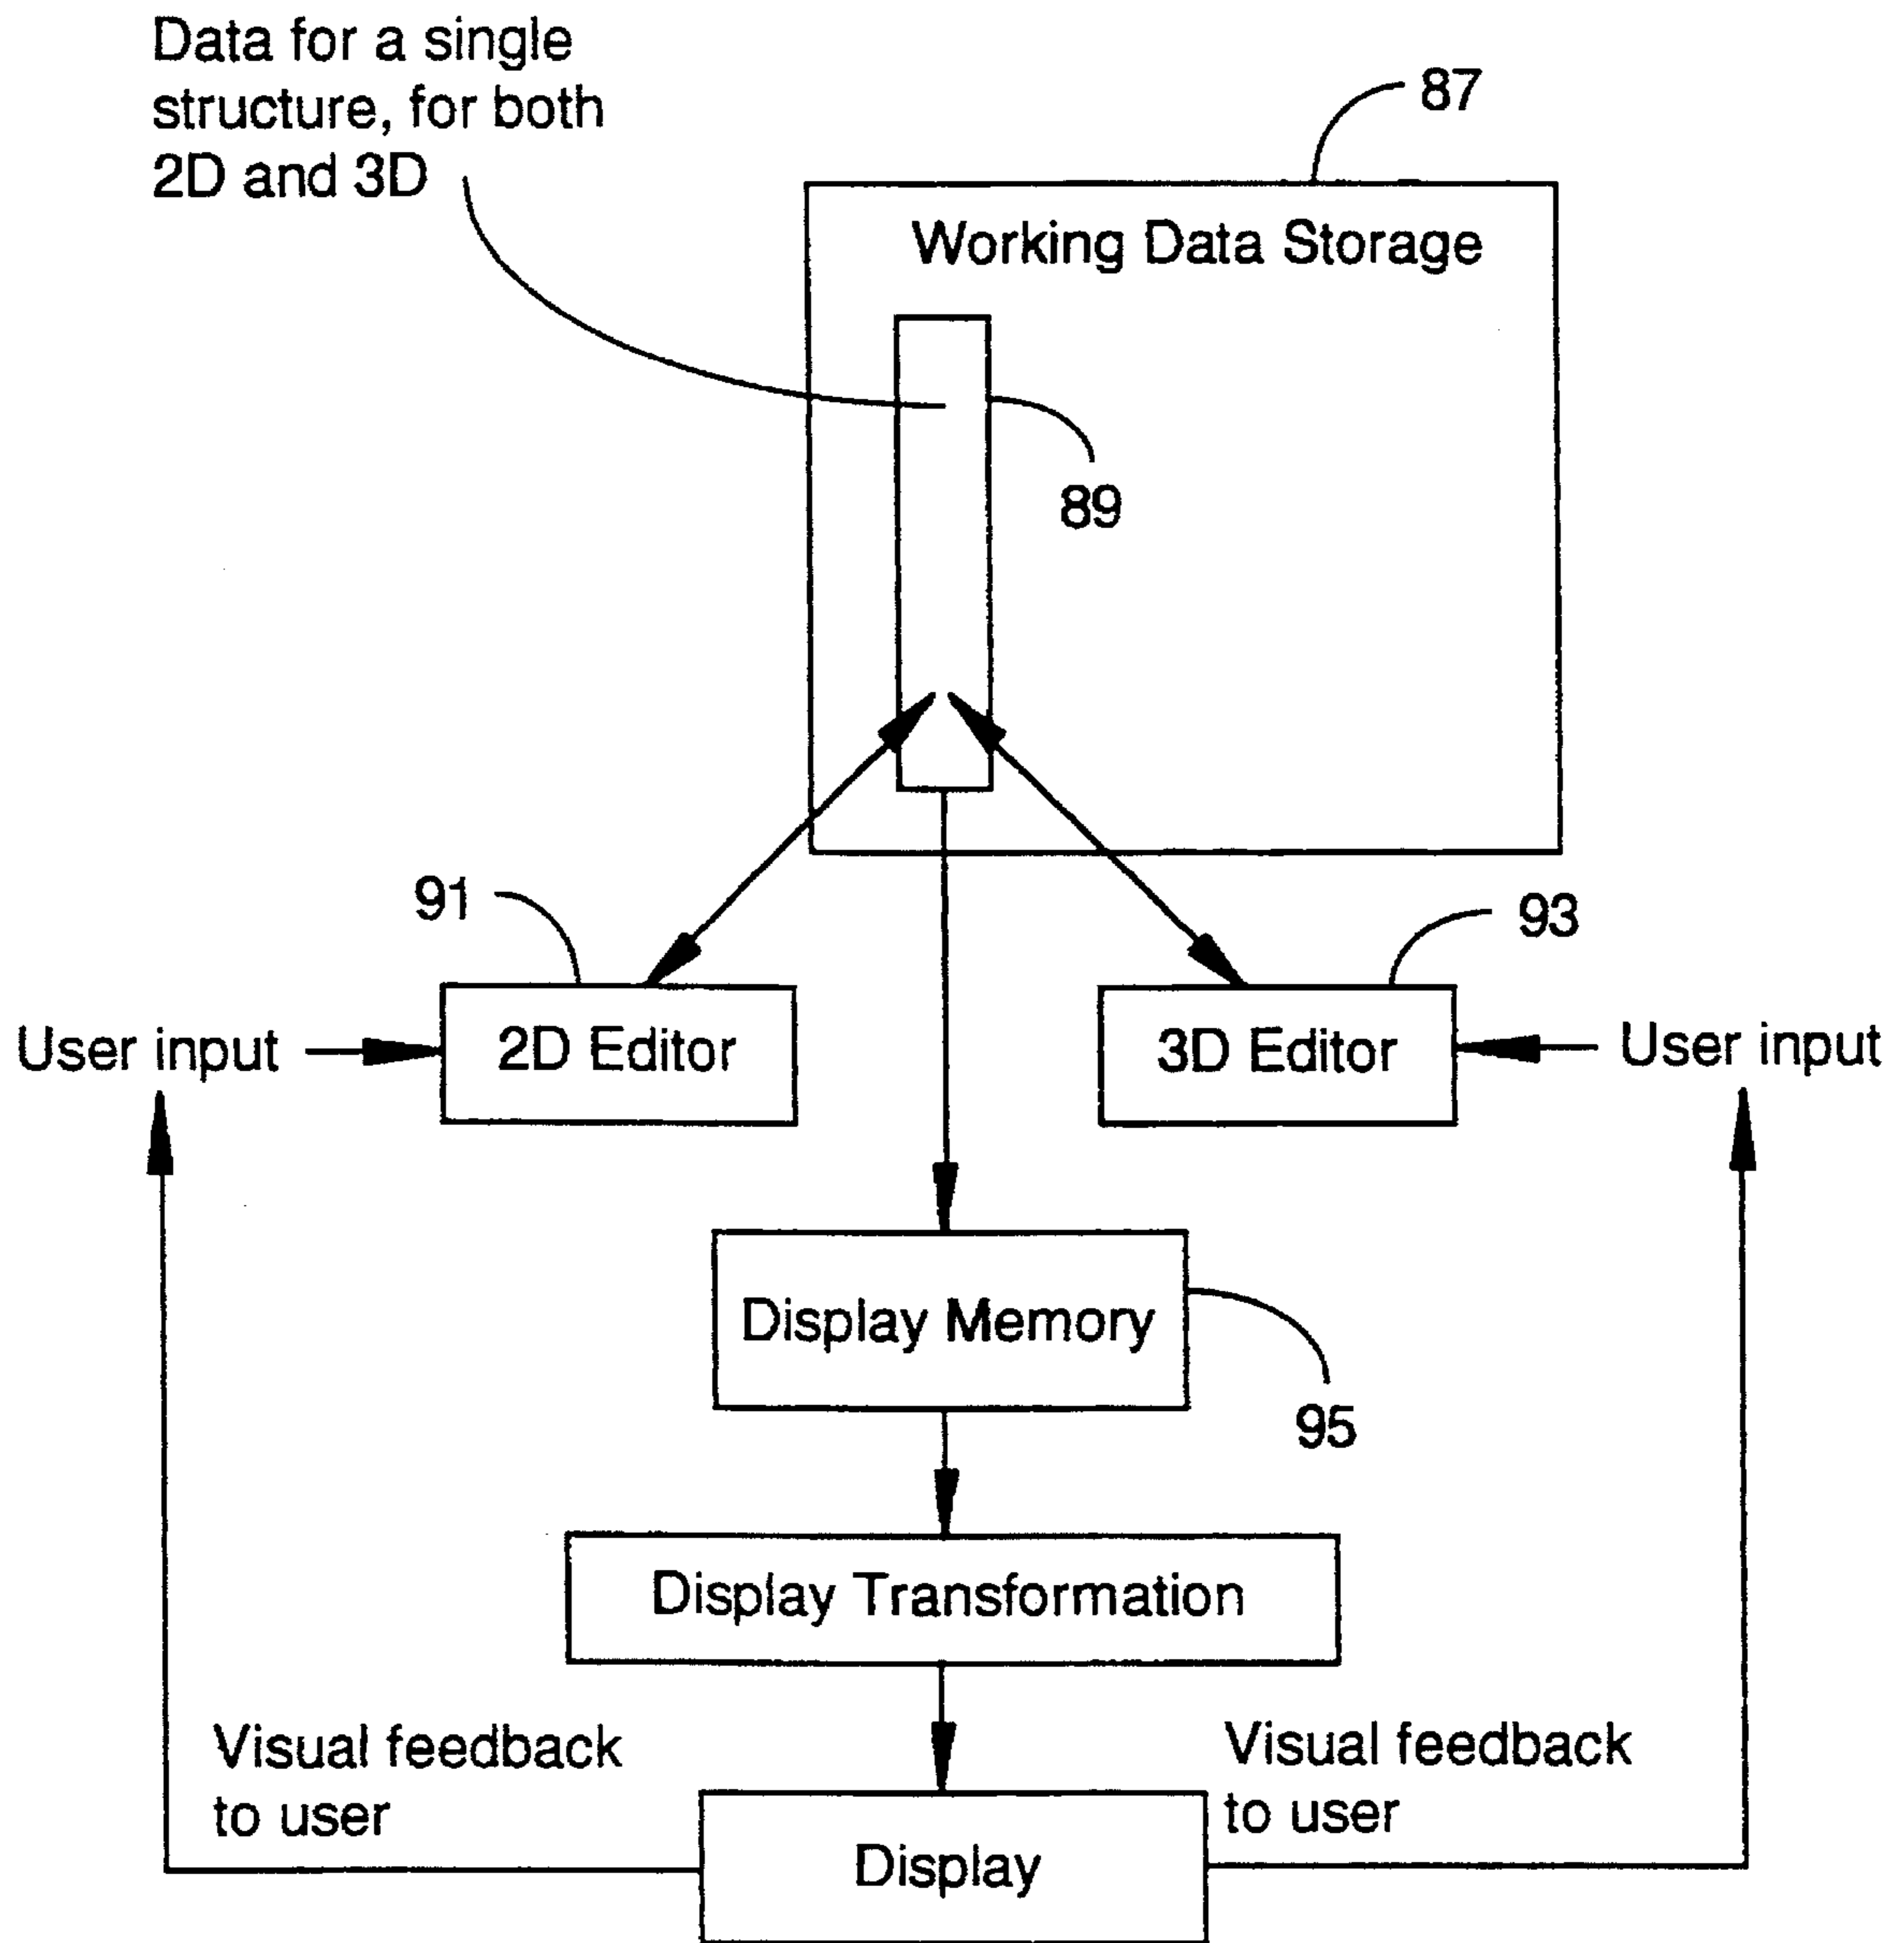 Data for a single
structure, for both
2D and 3D
87
Working Data Storage
89
91
93
User input
2D Editor
3D Editor
User input
Display Memory
95
Display Transformation
Visual feedback
to user
Visual feedback
to user
Display